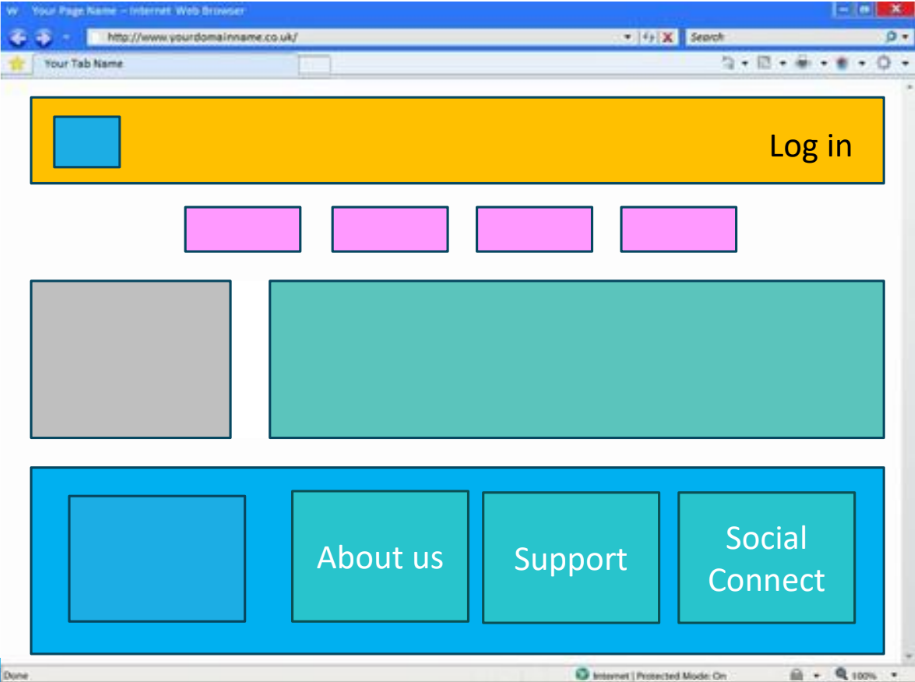 W Your Page Name – Internet Web Browser
http://www.yourdomainname.co.uk/
Search
Your Tab Name
Log in
About us
Support
Social
Connect
Done
Internet | Protected Mode: On
100%